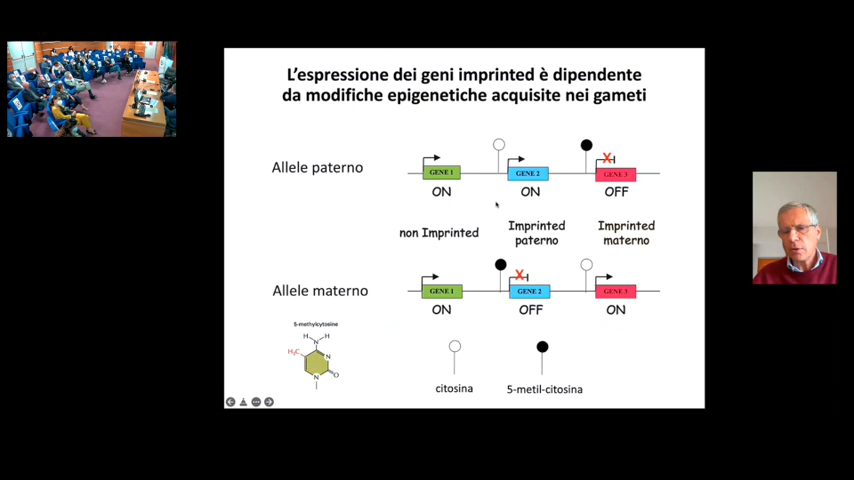 L'espressione dei geni imprinted è dipendente
da modifiche epigenetiche acquisite nei gameti
Allele paterno
GENE 1
GENE 2
X
GENE 3
ON
ON
OFF
non Imprinted
Imprinted
paterno
Imprinted
materno
Allele materno
GENE 1
X
GENE 2
GENE 3
ON
OFF
ON
5-methylcytosine
H
H
N
H₃C
N
N
O
citosina
5-metil-citosina